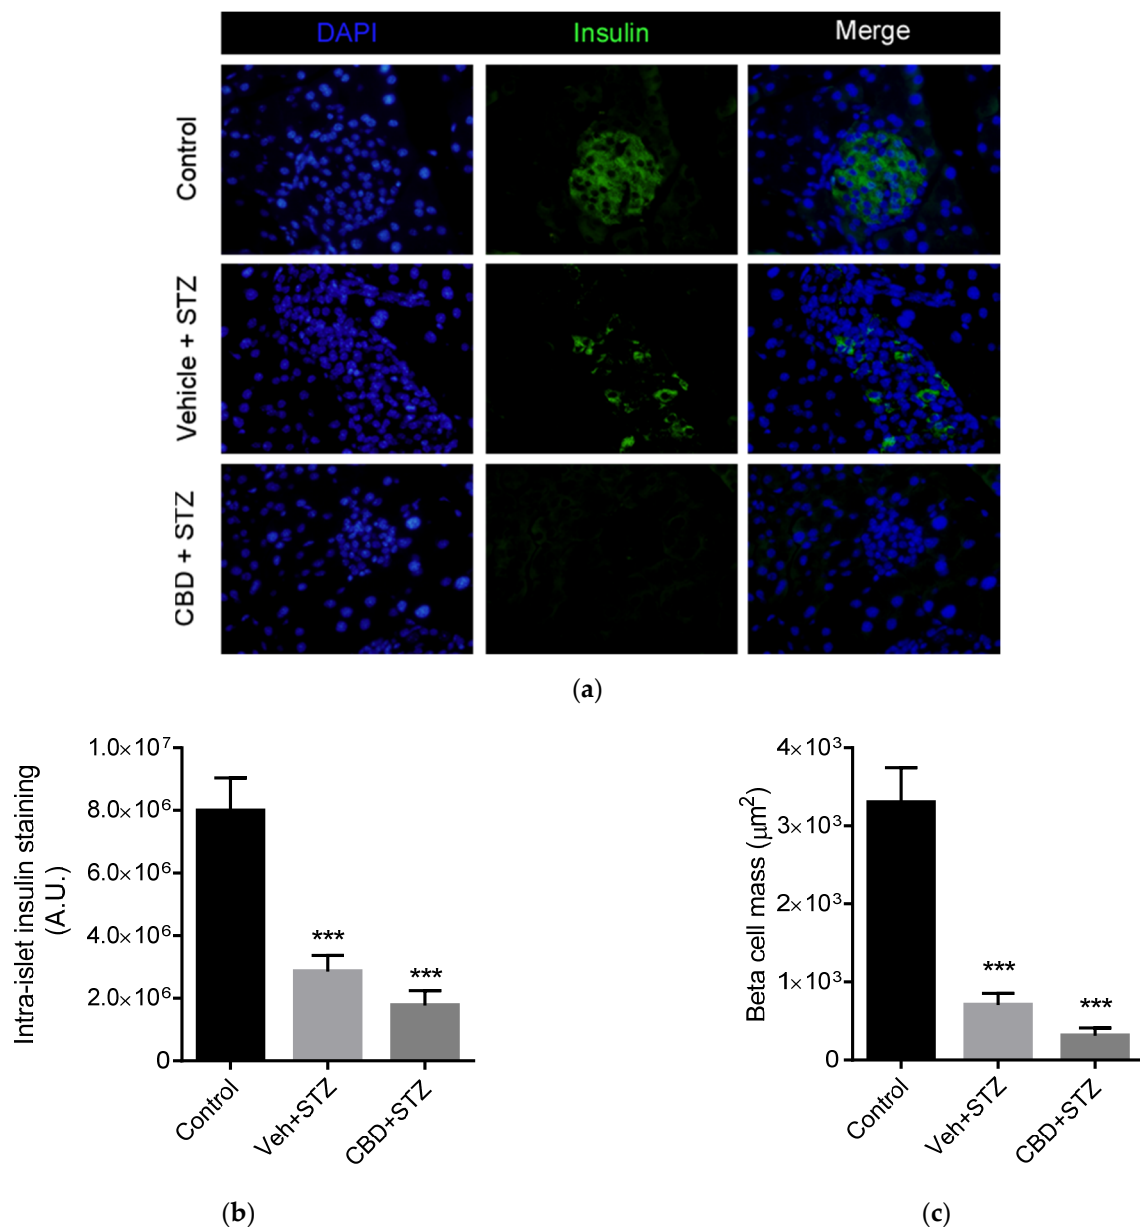 DAPI Insulin Merge
Control
Vehicle + STZ
CBD + STZ
(a)
Intra-islet insulin staining
(A.U.)
1.0×10⁷
8.0×10⁶
6.0×10⁶
4.0×10⁶
2.0×10⁶
0
***
***
Control
Veh+STZ
CBD+STZ
(b)
Beta cell mass (μm²)
4×10³
3×10³
2×10³
1×10³
0
***
***
Control
Veh+STZ
CBD+STZ
(c)